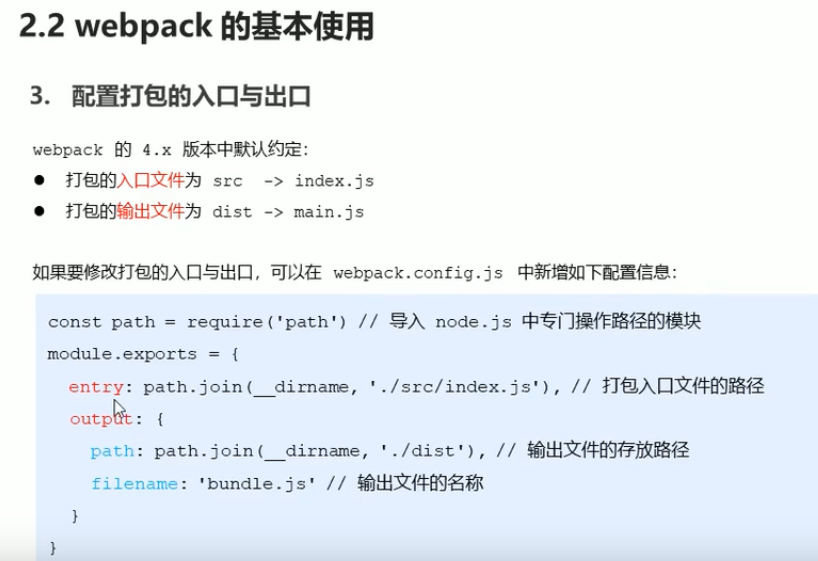 2.2 webpack 的基本使用
3. 配置打包的入口与出口
webpack 的 4.x 版本中默认约定：
● 打包的入口文件为 src -> index.js
● 打包的输出文件为 dist -> main.js
如果要修改打包的入口与出口，可以在 webpack.config.js 中新增如下配置信息：
const path = require('path') // 导入 node.js 中专门操作路径的模块
module.exports = {
entry: path.join(__dirname, './src/index.js'), // 打包入口文件的路径
output: {
path: path.join(__dirname, './dist'), // 输出文件的存放路径
filename: 'bundle.js' // 输出文件的名称
}
}